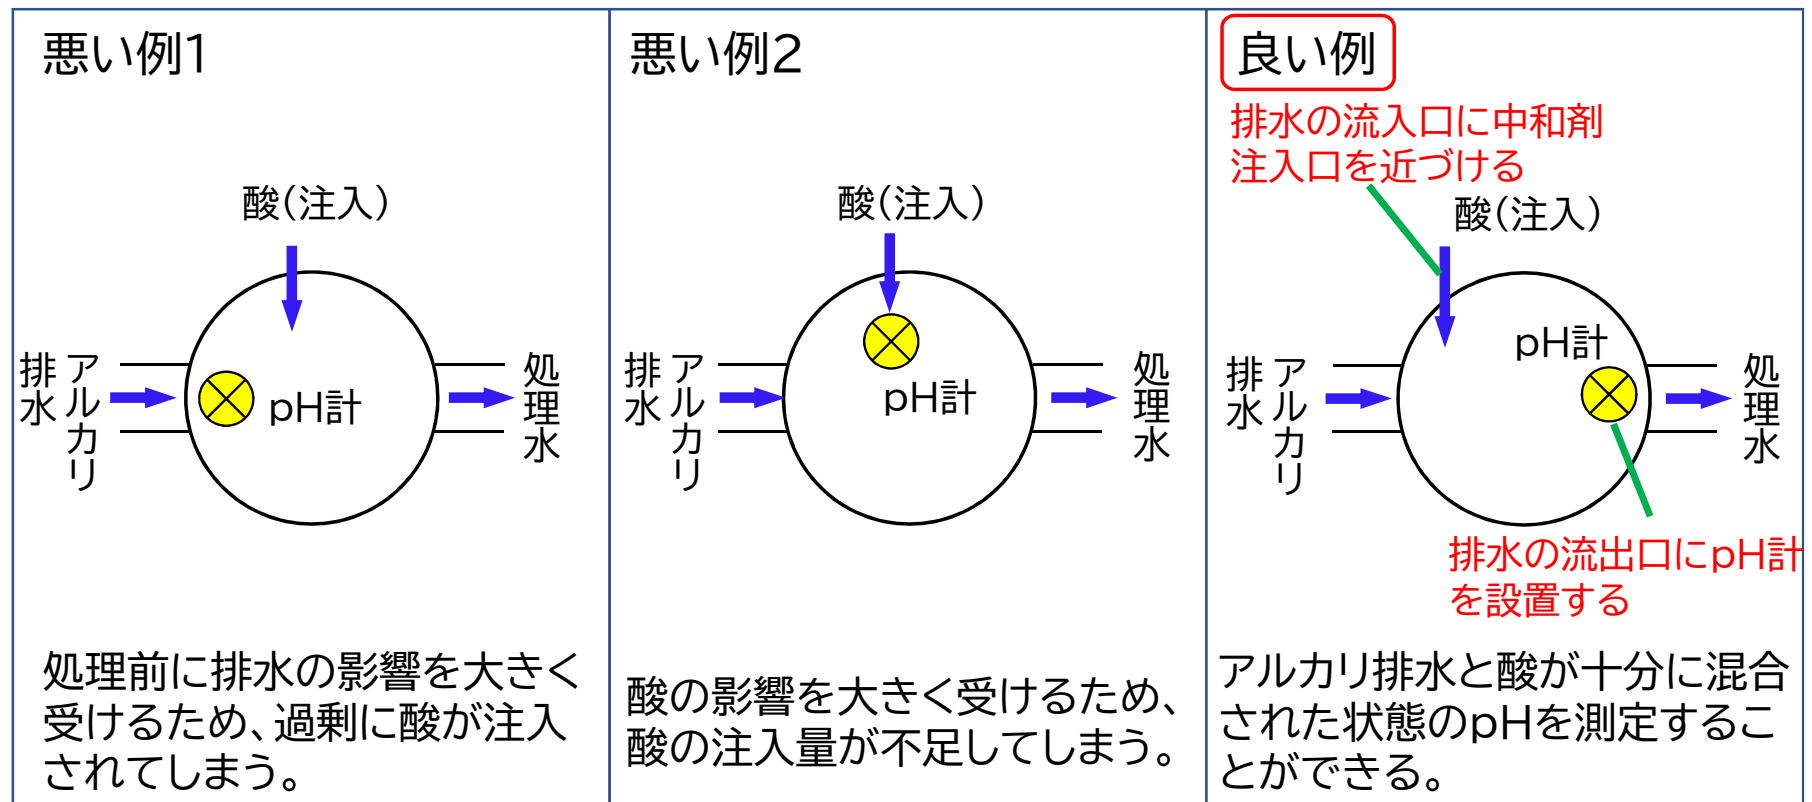 悪い例1
酸(注入)
排水
アルカリ
pH計
処理水
処理前に排水の影響を大きく
受けるため、過剰に酸が注入
されてしまう。
悪い例2
酸(注入)
排水
アルカリ
pH計
処理水
酸の影響を大きく受けるため、
酸の注入量が不足してしまう。
良い例
排水の流入口に中和剤
注入口を近づける
酸(注入)
排水
アルカリ
pH計
処理水
排水の流出口にpH計
を設置する
アルカリ排水と酸が十分に混合
された状態のpHを測定するこ
とができる。